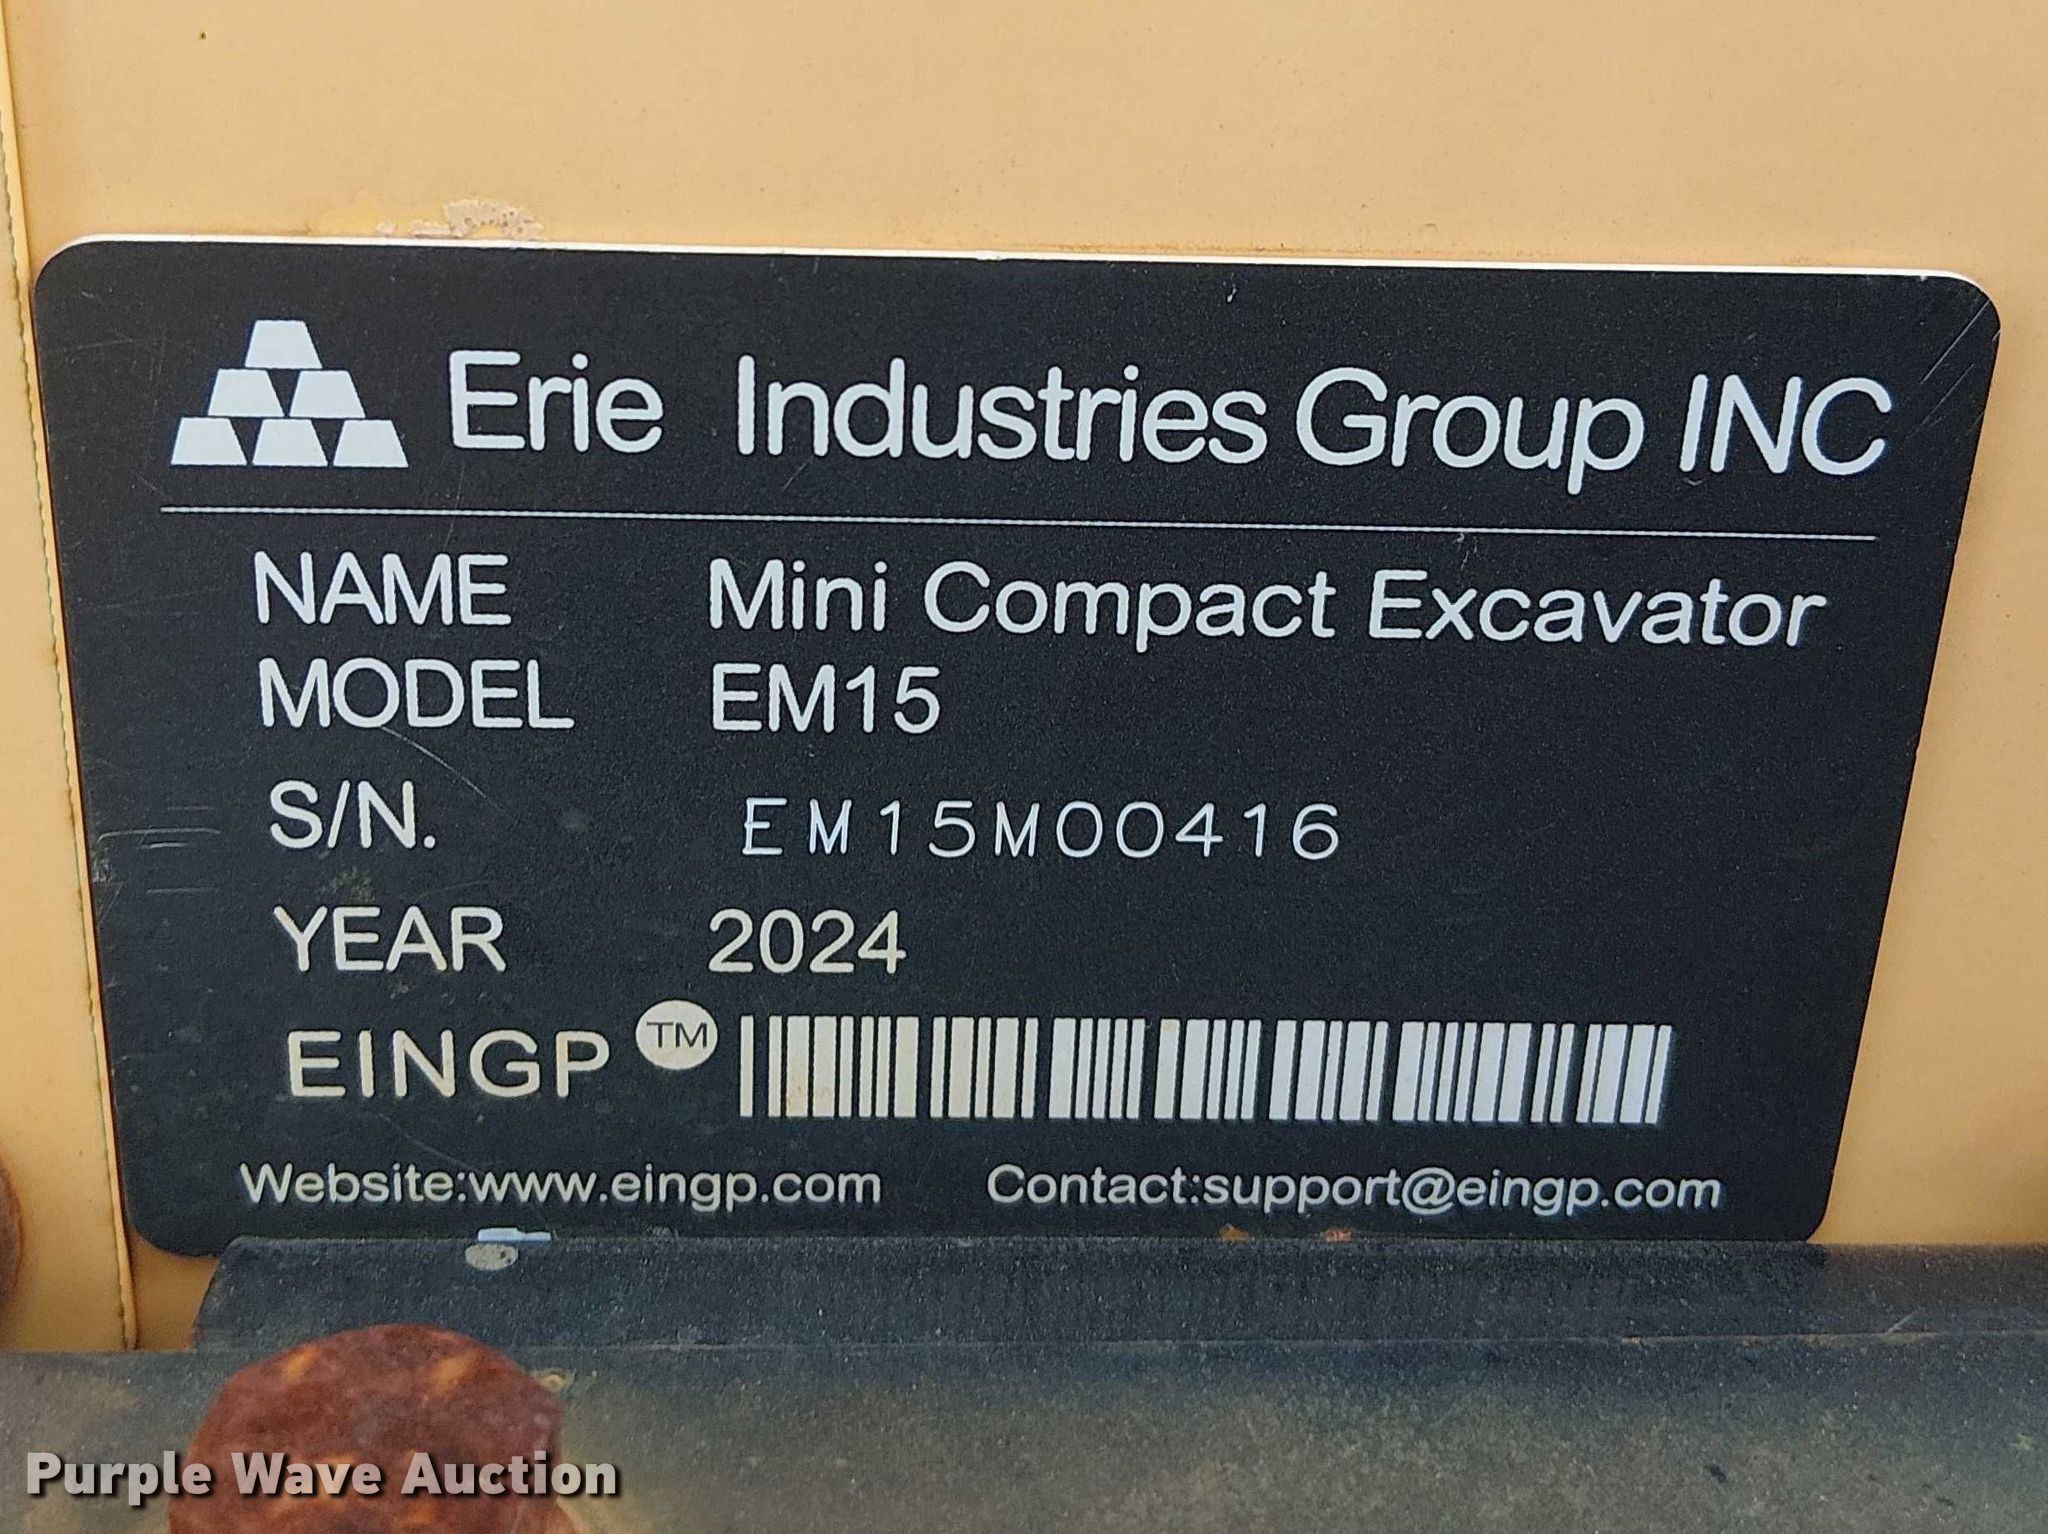 Erie Industries Group INC
NAME Mini Compact Excavator
MODEL EM15
S/N. EM15M00416
YEAR 2024
EINGP TM
Website:www.eingp.com Contact:support@eingp.com
Purple Wave Auction